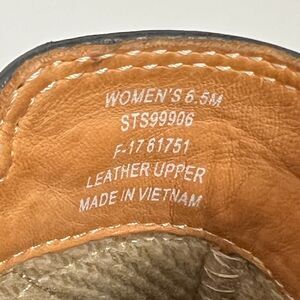 WOMEN'S 6.5M
STS99906
F-17 61751
LEATHER UPPER
MADE IN VIETNAM